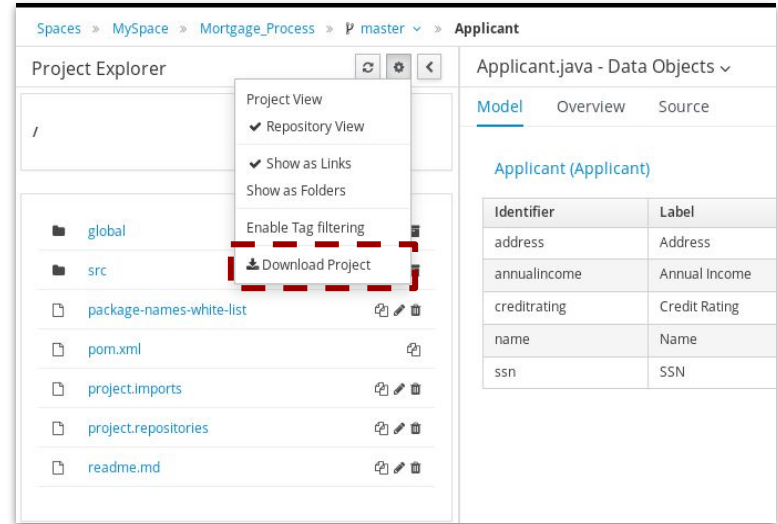 Spaces » MySpace » Mortgage_Process » master » Applicant
Project Explorer
/
Project View
✔ Repository View
✔ Show as Links
Show as Folders
Enable Tag filtering
Download Project
global
src
package-names-white-list
pom.xml
project.imports
project.repositories
readme.md
Applicant.java - Data Objects
Model Overview Source
Applicant (Applicant)
Identifier Label
address Address
annualincome Annual Income
creditrating Credit Rating
name Name
ssn SSN